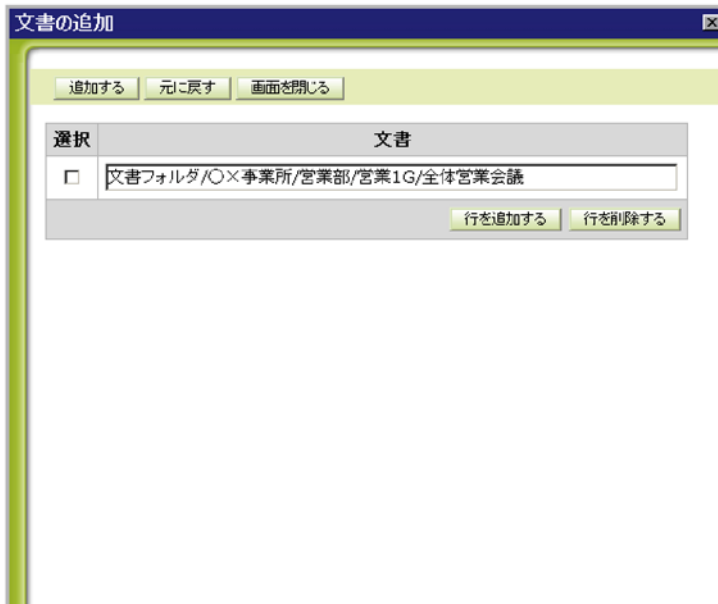 文書の追加
追加する 元に戻す 画面を閉じる
選択 文書
文書フォルダ/○×事業所/営業部/営業1G/全体営業会議
行を追加する 行を削除する